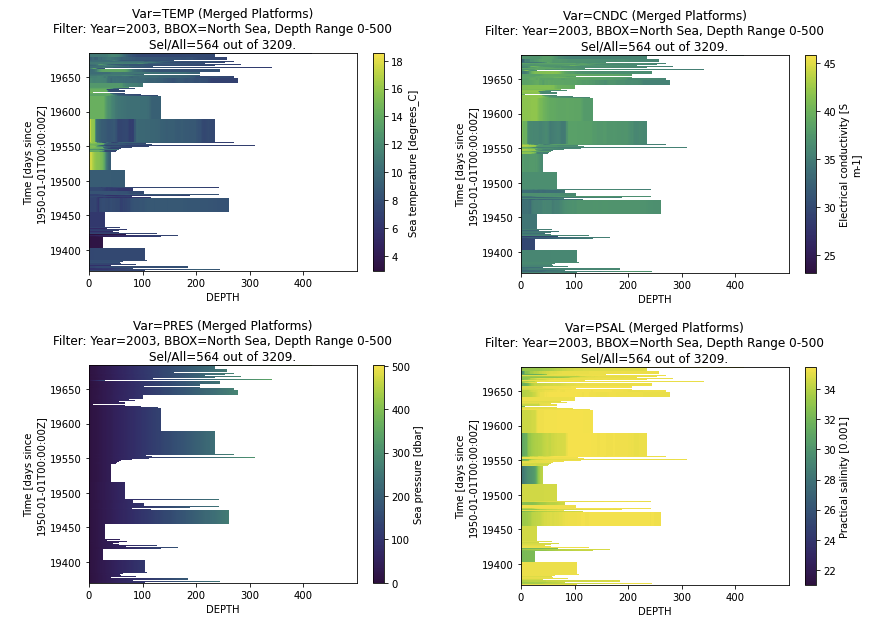 Var=TEMP (Merged Platforms)
Filter: Year=2003, BBOX=North Sea, Depth Range 0-500
Sel/All=564 out of 3209.
19650
19600
19550
19500
19450
19400
Time [days since
1950-01-01T00:00:00Z]
0
100
200
300
400
DEPTH
18
16
14
12
10
8
6
4
Sea temperature [degrees_C]
Var=CNDC (Merged Platforms)
Filter: Year=2003, BBOX=North Sea, Depth Range 0-500
Sel/All=564 out of 3209.
19650
19600
19550
19500
19450
19400
Time [days since
1950-01-01T00:00:00Z]
0
100
200
300
400
DEPTH
45
40
35
30
25
Electrical conductivity [S
m-1]
Var=PRES (Merged Platforms)
Filter: Year=2003, BBOX=North Sea, Depth Range 0-500
Sel/All=564 out of 3209.
19650
19600
19550
19500
19450
19400
Time [days since
1950-01-01T00:00:00Z]
0
100
200
300
400
DEPTH
500
400
300
200
100
0
Sea pressure [dbar]
Var=PSAL (Merged Platforms)
Filter: Year=2003, BBOX=North Sea, Depth Range 0-500
Sel/All=564 out of 3209.
19650
19600
19550
19500
19450
19400
Time [days since
1950-01-01T00:00:00Z]
0
100
200
300
400
DEPTH
34
32
30
28
26
24
22
Practical salinity [0.001]